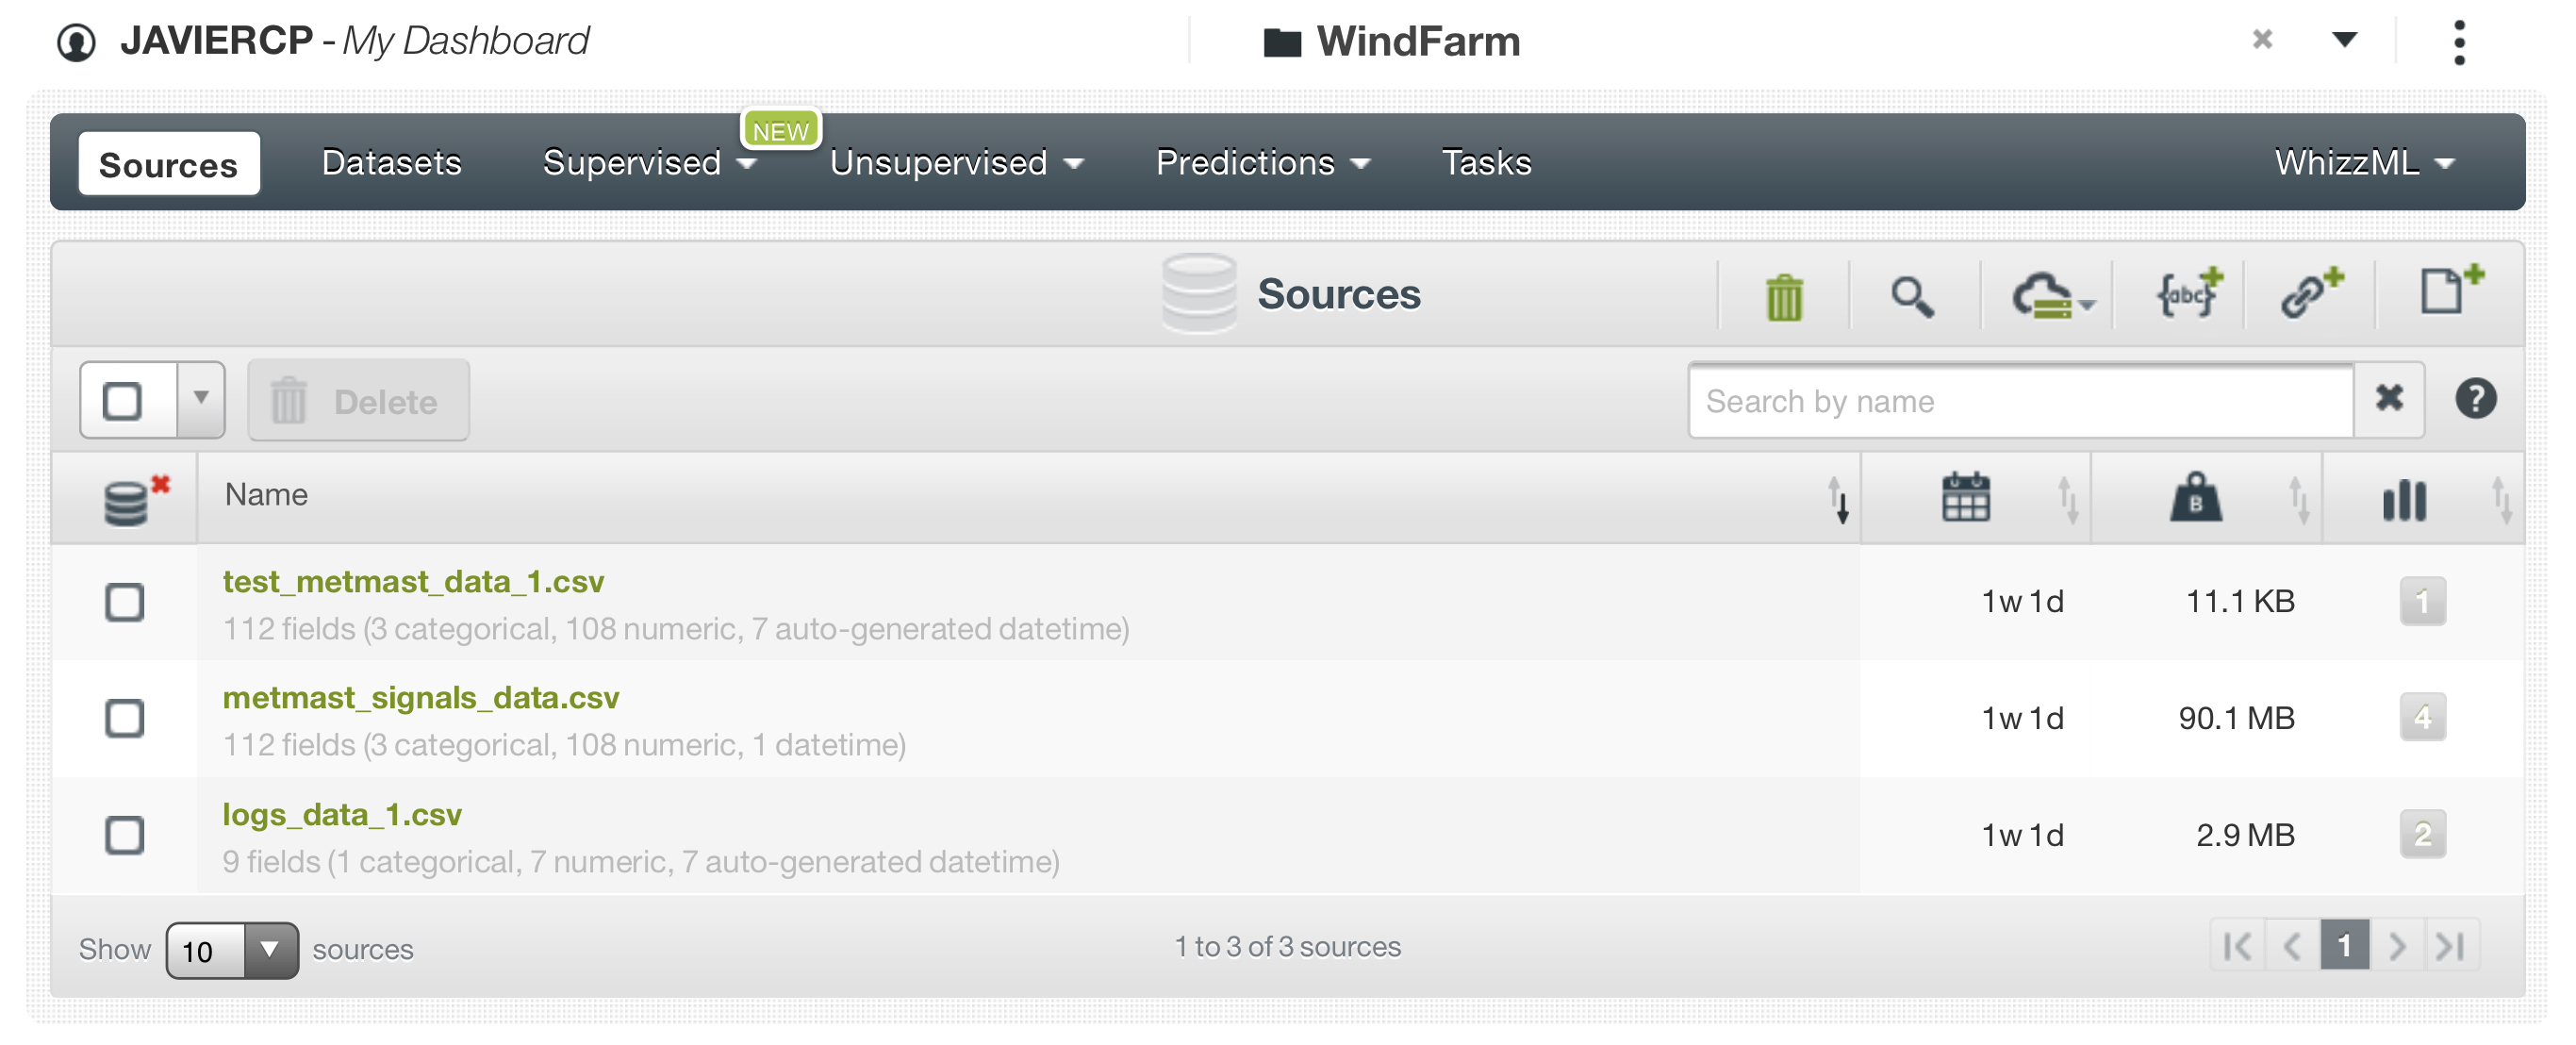 JAVIERCP - My Dashboard
WindFarm
Sources
Datasets
Supervised
NEW
Unsupervised
Predictions
Tasks
WhizzML
Sources
{abc}
Delete
Search by name
?
Name
B
test_metmast_data_1.csv
112 fields (3 categorical, 108 numeric, 7 auto-generated datetime)
1w 1d
11.1 KB
1
metmast_signals_data.csv
112 fields (3 categorical, 108 numeric, 1 datetime)
1w 1d
90.1 MB
4
logs_data_1.csv
9 fields (1 categorical, 7 numeric, 7 auto-generated datetime)
1w 1d
2.9 MB
2
Show 10 sources
1 to 3 of 3 sources
1